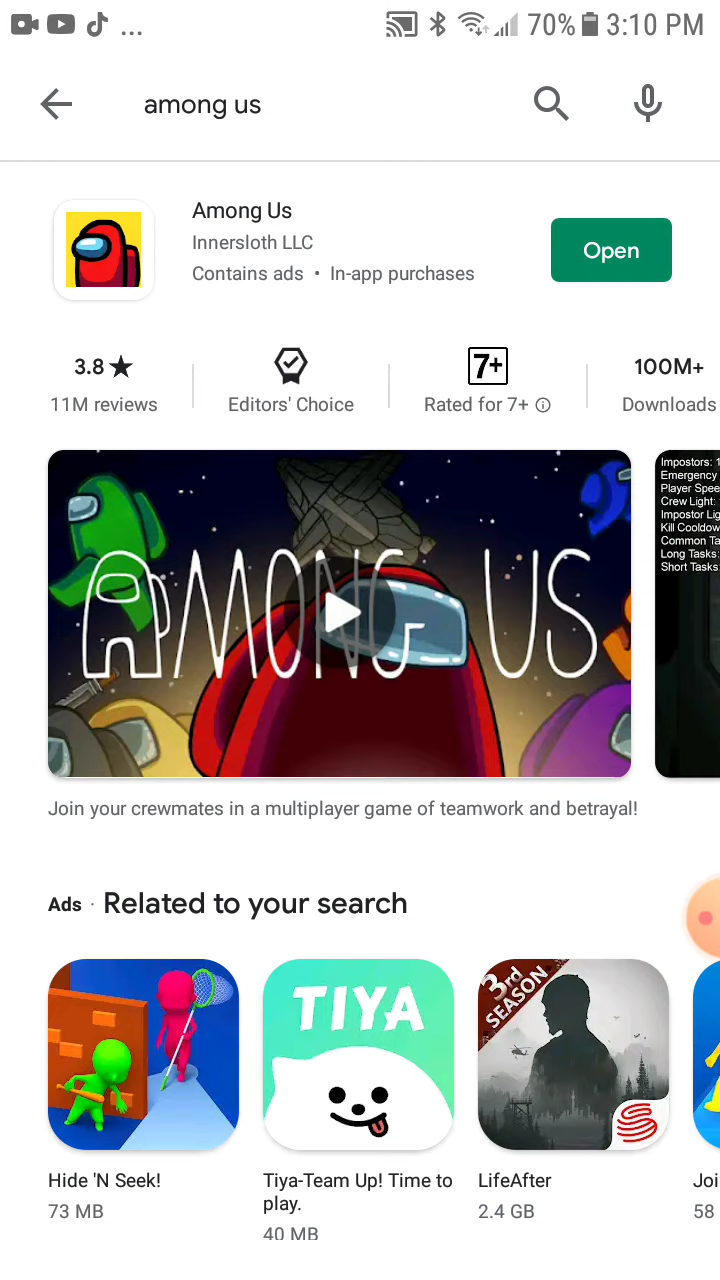 ... 70% 3:10 PM
among us
Among Us
Innersloth LLC
Contains ads • In-app purchases
Open
3.8 ★
11M reviews
Editors' Choice
7+
Rated for 7+
100M+
Downloads
AMONG US
Impostors: 1
Emergency
Player Spee
Crew Light:
Impostor Lig
Kill Cooldow
Common Ta
Long Tasks:
Short Tasks:
Join your crewmates in a multiplayer game of teamwork and betrayal!
Ads · Related to your search
TIYA
3rd
SEASON
Hide 'N Seek!
73 MB
Tiya-Team Up! Time to
play.
40 MB
LifeAfter
2.4 GB
Joi
58